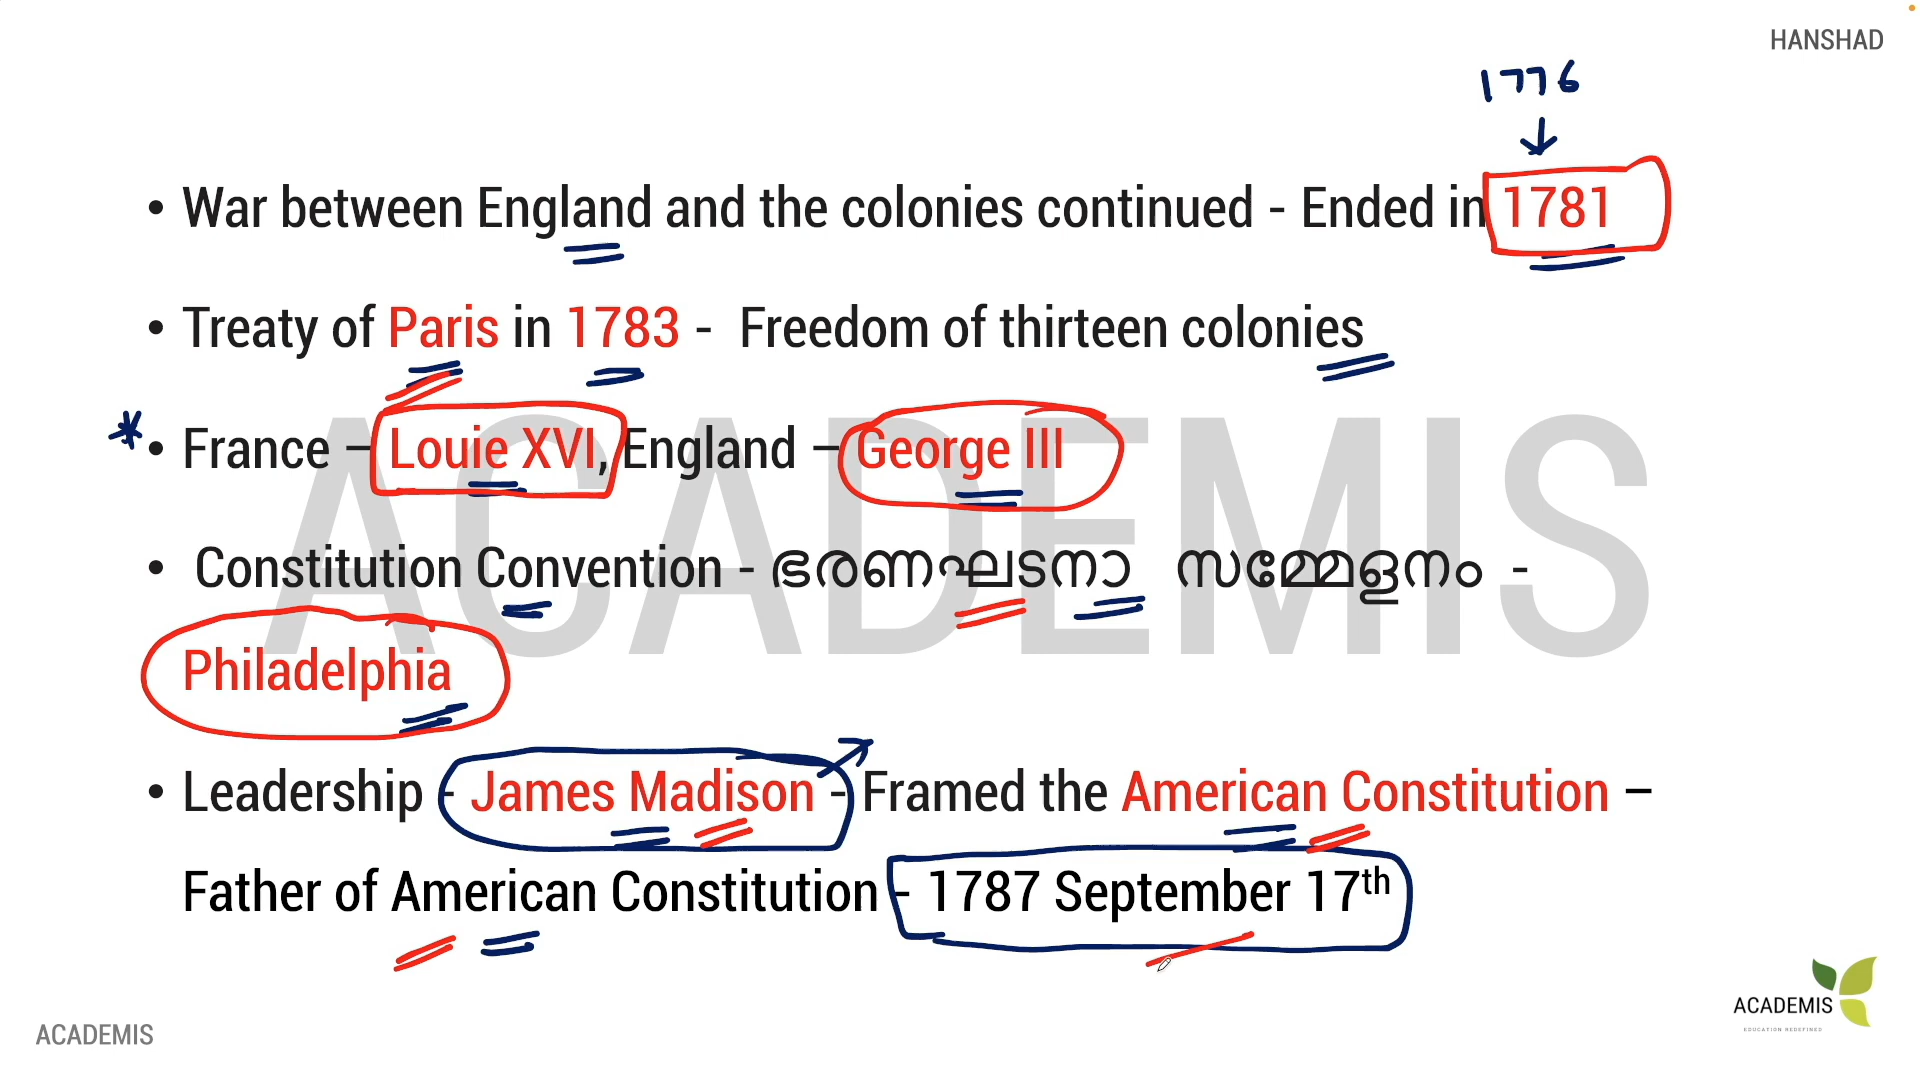 HANSHAD
1776
• War between England and the colonies continued - Ended in 1781
• Treaty of Paris in 1783 - Freedom of thirteen colonies
* • France – Louie XVI, England – George III
• Constitution Convention - ഭരണഘടനാ സമ്മേളനം -
Philadelphia
• Leadership - James Madison - Framed the American Constitution –
Father of American Constitution - 1787 September 17th
ACADEMIS
ACADEMIS
EDUCATION REDEFINED
ACADEMIS